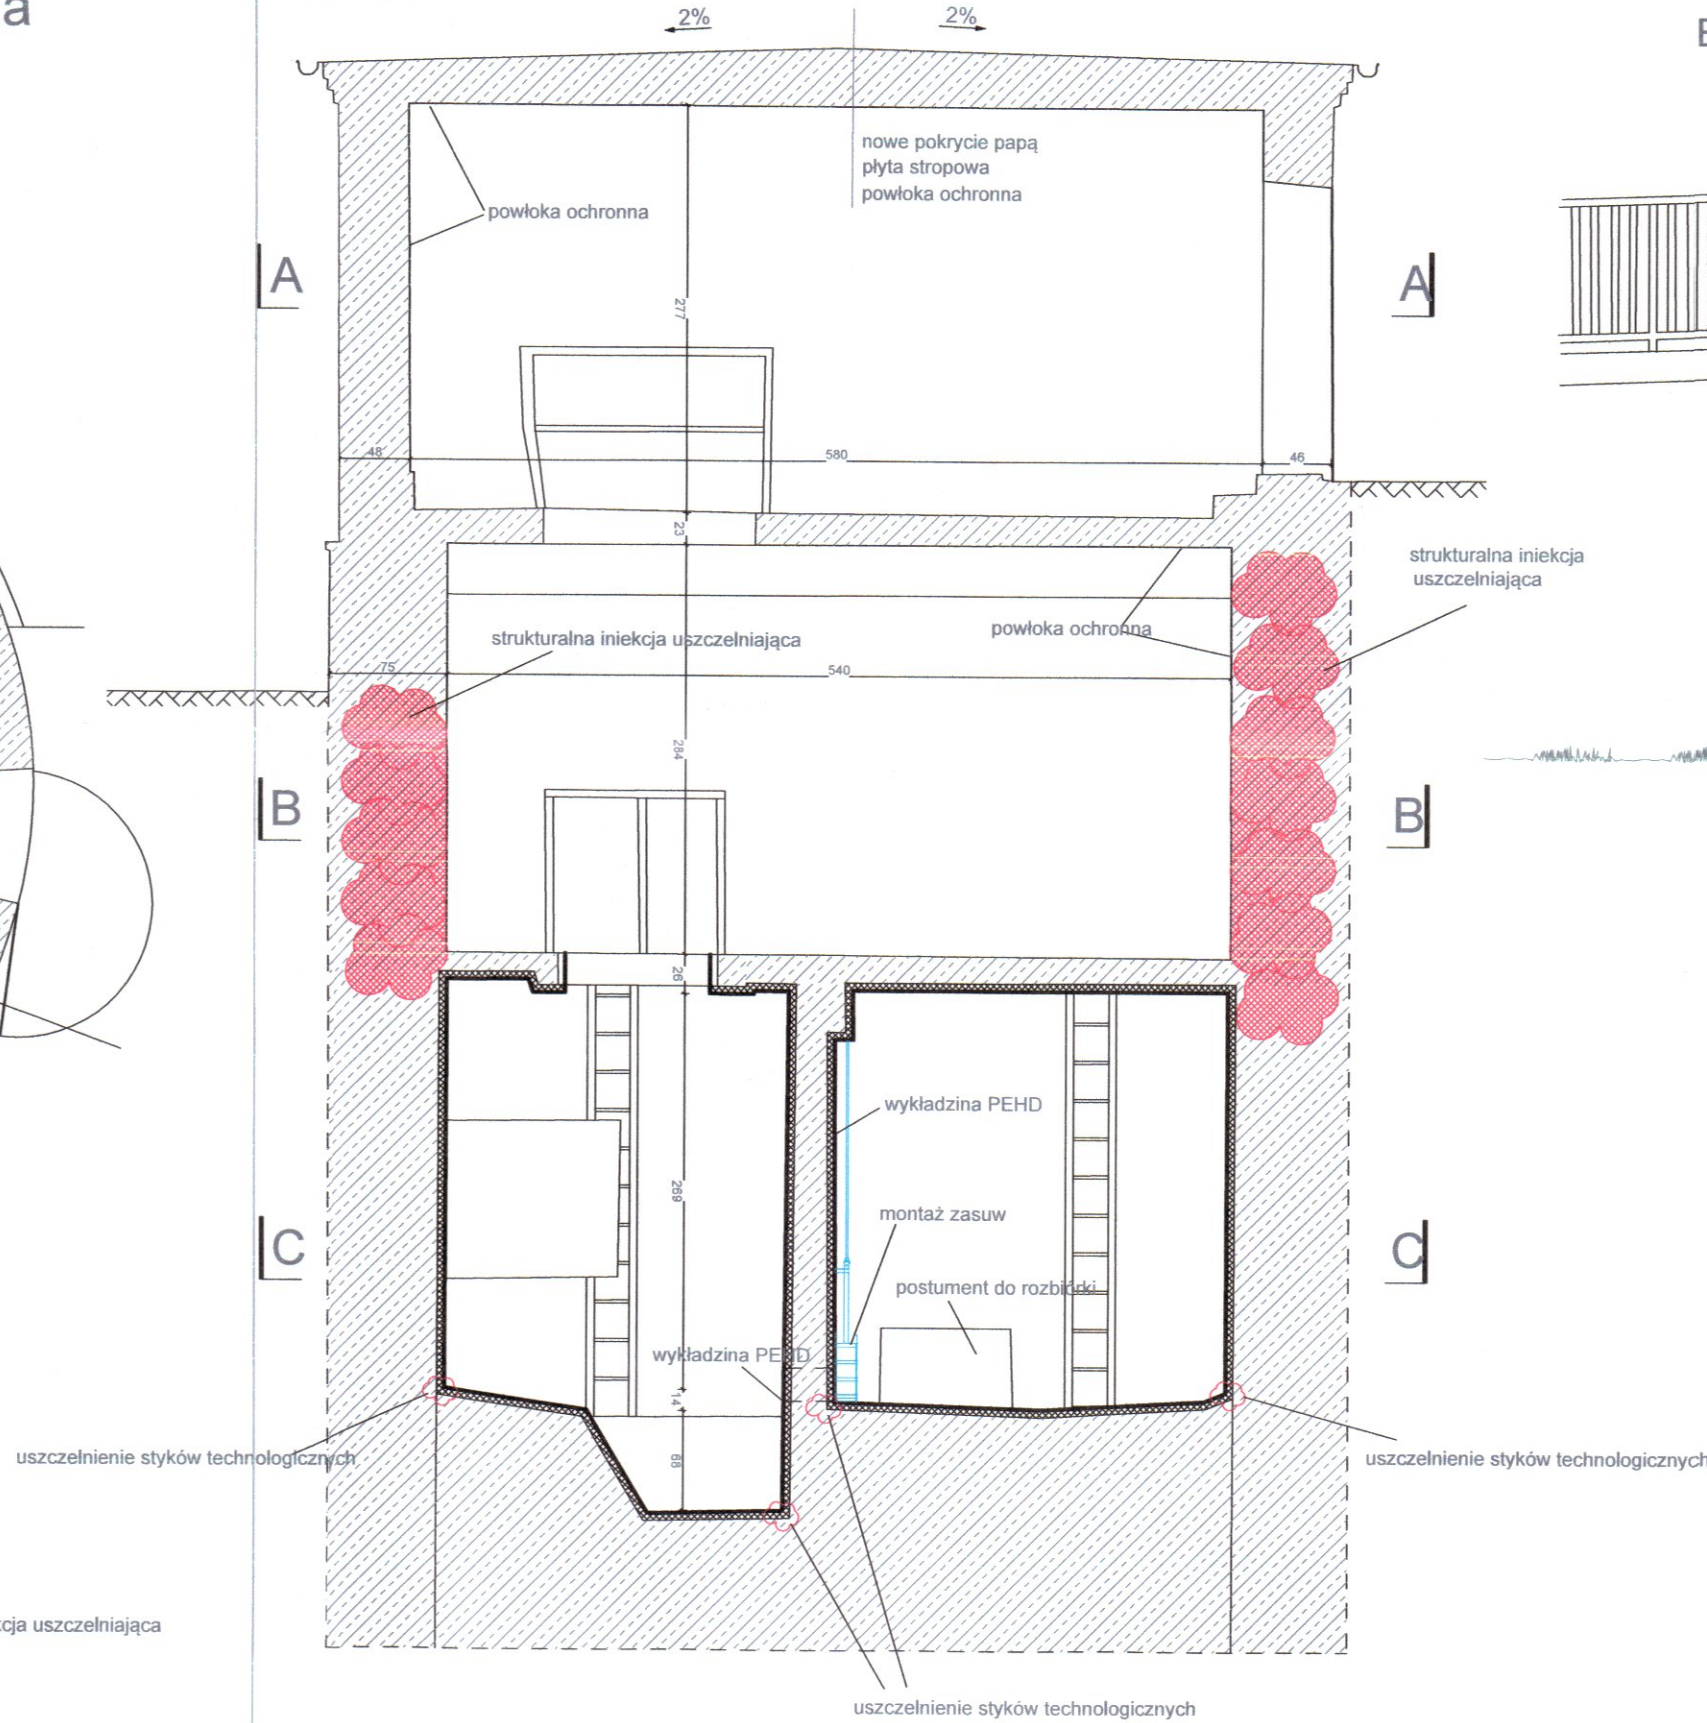 a
2%
2%
E
nowe pokrycie papą
płyta stropowa
powłoka ochronna
powłoka ochronna
A
A
277
48
580
46
23
strukturalna iniekcja
uszczelniająca
powłoka ochronna
strukturalna iniekcja uszczelniająca
75
540
284
B
B
26
wykładzina PEHD
269
montaż zasuw
C
C
postument do rozbiórki
wykładzina PEHD
14
uszczelnienie styków technologicznych
68
uszczelnienie styków technologicznych
cja uszczelniająca
uszczelnienie styków technologicznych